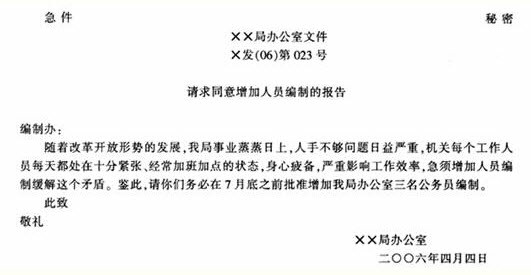 急件 秘密
××局办公室文件
×发(06)第 023 号
请求同意增加人员编制的报告
编制办：
随着改革开放形势的发展，我局事业蒸蒸日上，人手不够问题日益严重，机关每个工作人
员每天都处在十分紧张、经常加班加点的状态，身心疲备，严重影响工作效率，急须增加人员编
制缓解这个矛盾。鉴此，请你们务必在 7 月底之前批准增加我局办公室三名公务员编制。
此致
敬礼
××局办公室
二〇〇六年四月四日